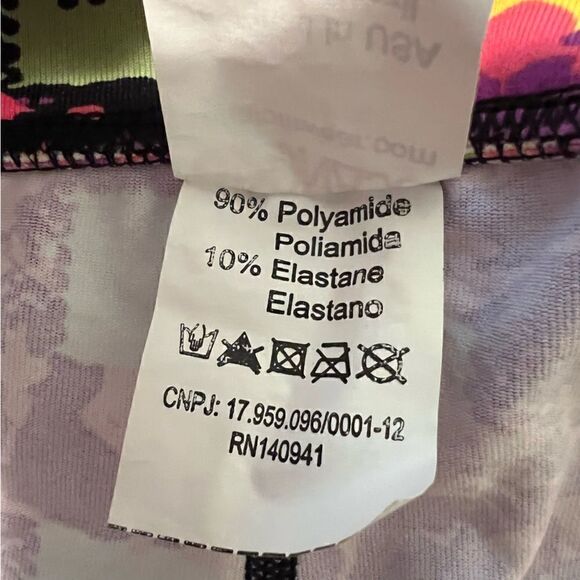 90% Polyamide
Poliamida
10% Elastane
Elastano
CNPJ: 17.959.096/0001-12
RN140941